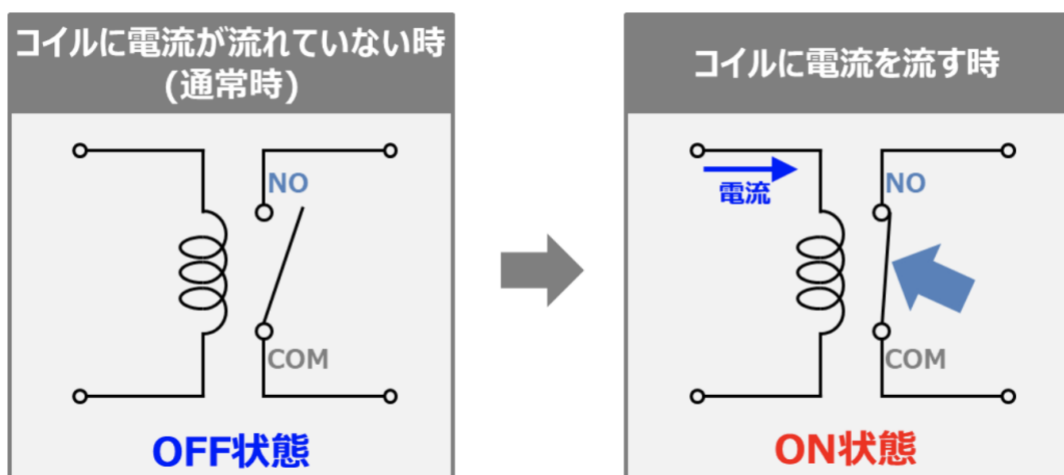 コイルに電流が流れていない時
(通常時)
NO
COM
OFF状態
コイルに電流を流す時
電流
NO
COM
ON状態